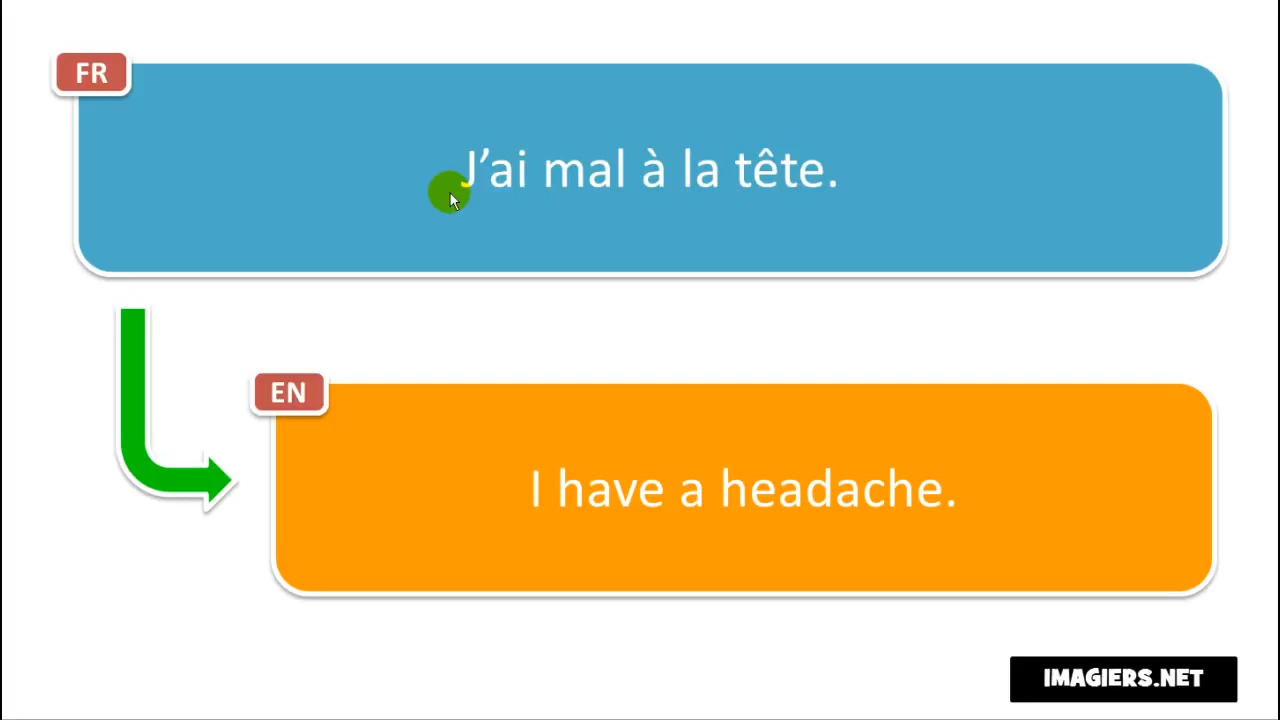 FR
J’ai mal à la tête.
EN
I have a headache.
IMAGIERS.NET